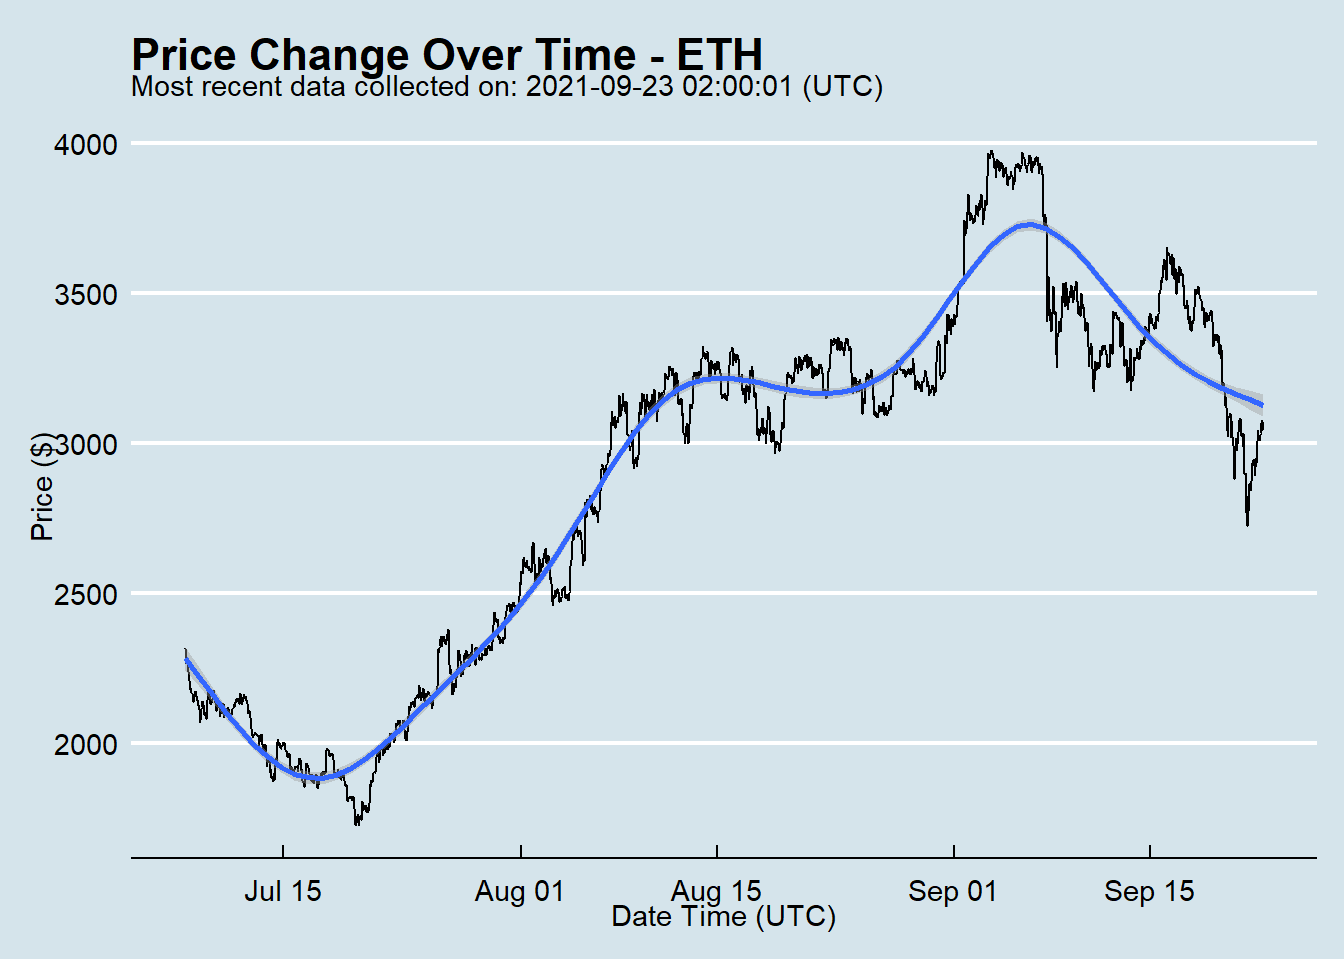 Price Change Over Time - ETH
Most recent data collected on: 2021-09-23 02:00:01 (UTC)
4000
3500
3000
2500
2000
Price ($)
Jul 15
Aug 01
Aug 15
Sep 01
Sep 15
Date Time (UTC)